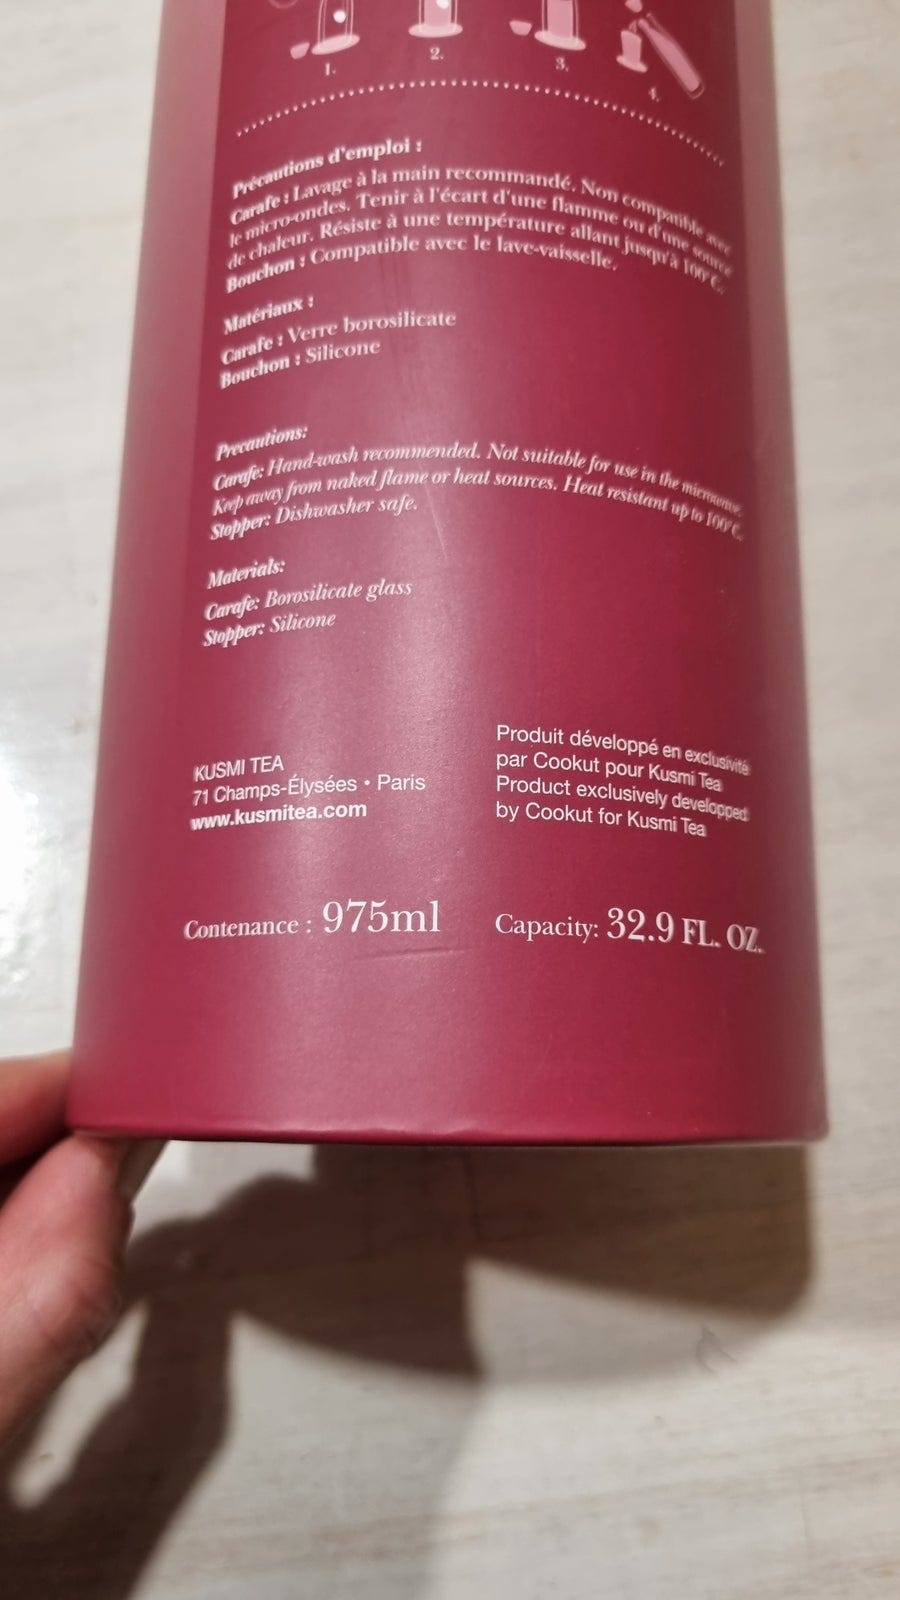 1.
2.
3.
4.
Précautions d'emploi :
Carafe : Lavage à la main recommandé. Non compatible avec
le micro-ondes. Tenir à l'écart d'une flamme ou d'une source
de chaleur. Résiste à une température allant jusqu'à 100°C.
Bouchon : Compatible avec le lave-vaisselle.
Matériaux :
Carafe : Verre borosilicate
Bouchon : Silicone
Precautions:
Carafe: Hand-wash recommended. Not suitable for use in the microwave.
Keep away from naked flame or heat sources. Heat resistant up to 100°C.
Stopper: Dishwasher safe.
Materials:
Carafe: Borosilicate glass
Stopper: Silicone
KUSMI TEA
71 Champs-Élysées • Paris
www.kusmitea.com
Produit développé en exclusivité
par Cookut pour Kusmi Tea
Product exclusively developped
by Cookut for Kusmi Tea
Contenance : 975ml
Capacity: 32.9 FL. OZ.